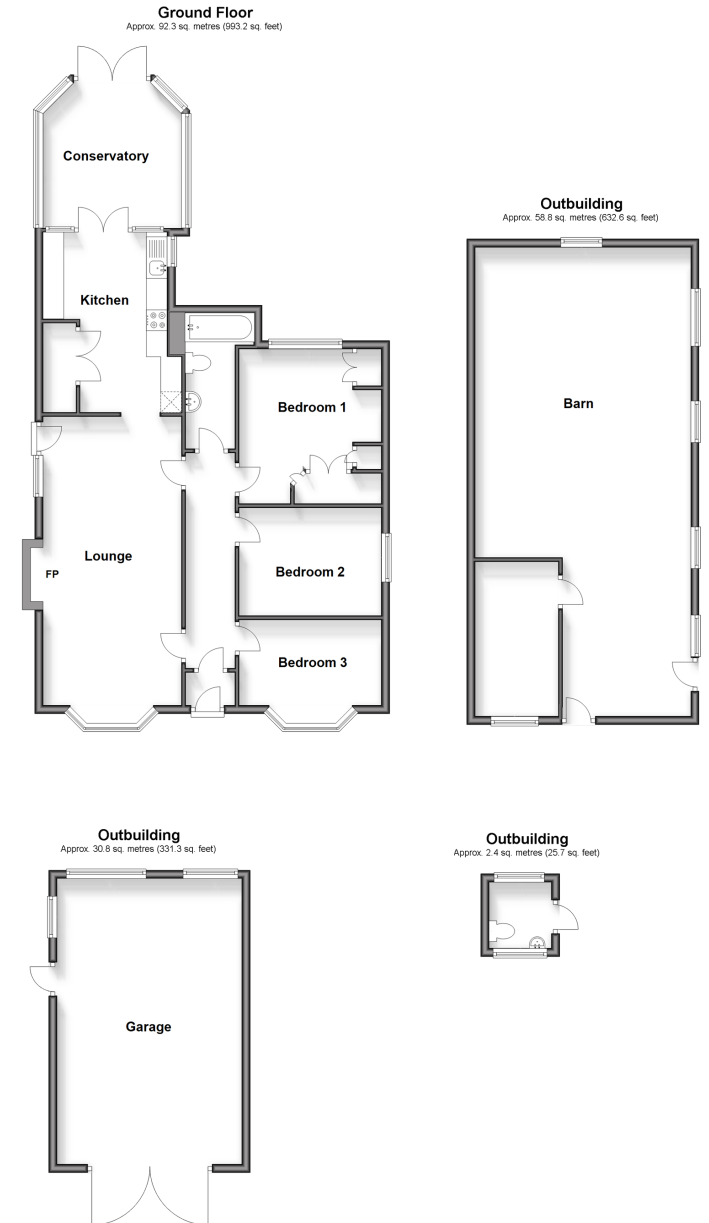 Ground Floor
Approx. 92.3 sq. metres (993.2 sq. feet)
Conservatory
Kitchen
Bedroom 1
Lounge
FP
Bedroom 2
Bedroom 3
Outbuilding
Approx. 58.8 sq. metres (632.6 sq. feet)
Barn
Outbuilding
Approx. 30.8 sq. metres (331.3 sq. feet)
Garage
Outbuilding
Approx. 2.4 sq. metres (25.7 sq. feet)